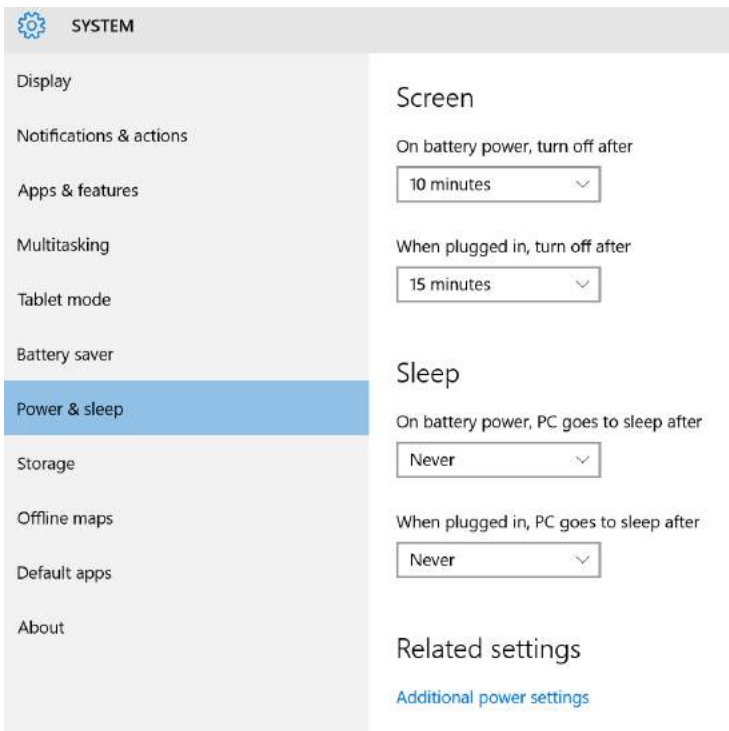 SYSTEM
Display
Notifications & actions
Apps & features
Multitasking
Tablet mode
Battery saver
Power & sleep
Storage
Offline maps
Default apps
About
Screen
On battery power, turn off after
10 minutes
When plugged in, turn off after
15 minutes
Sleep
On battery power, PC goes to sleep after
Never
When plugged in, PC goes to sleep after
Never
Related settings
Additional power settings